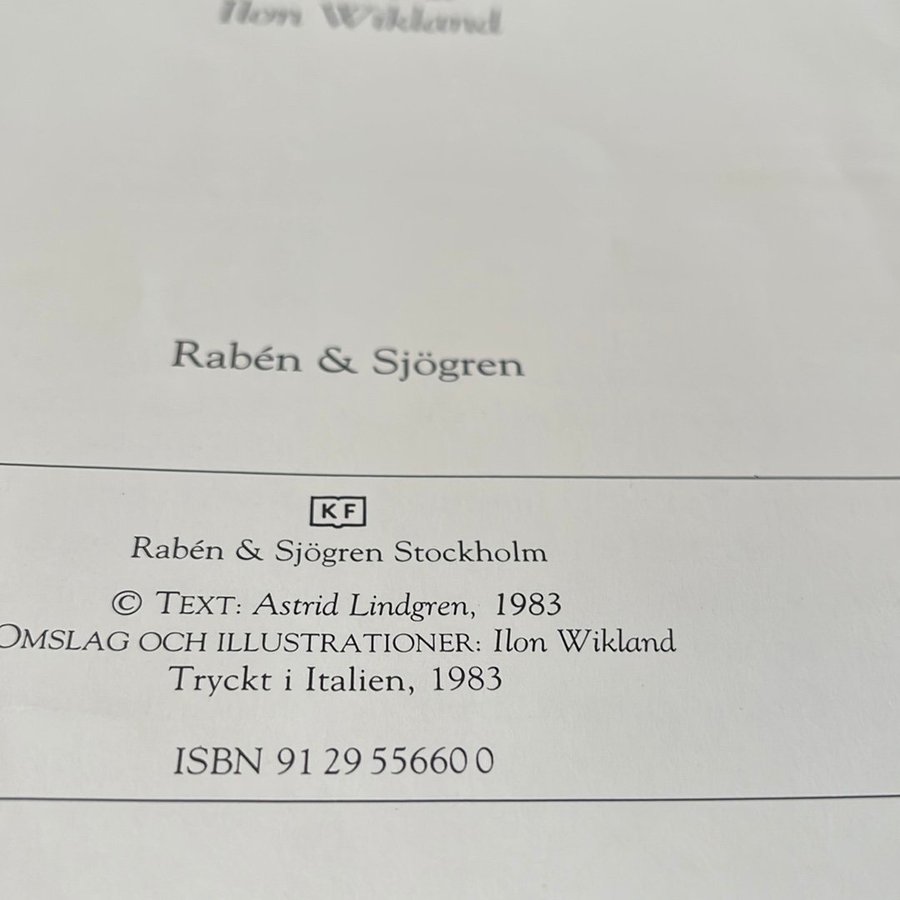 Ilon Wikland
Rabén & Sjögren
KF
Rabén & Sjögren Stockholm
© TEXT: Astrid Lindgren, 1983
OMSLAG OCH ILLUSTRATIONER: Ilon Wikland
Tryckt i Italien, 1983
ISBN 91 29 55660 0